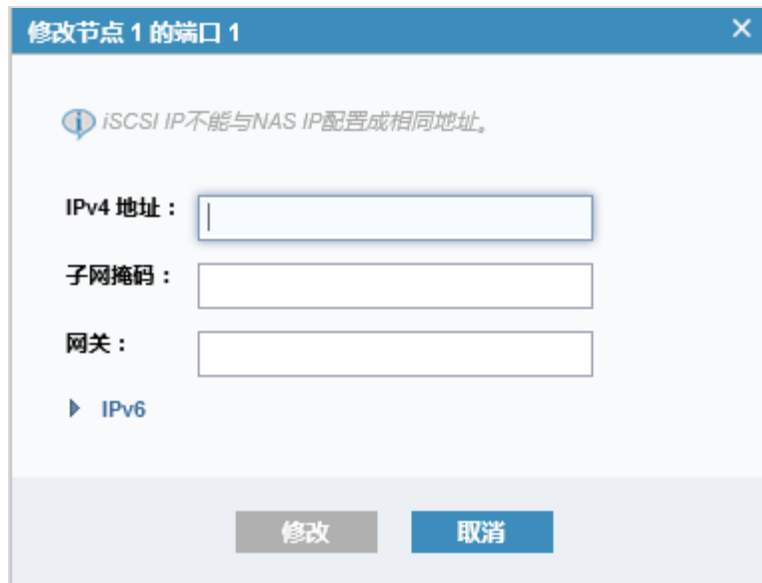 修改节点 1 的端口 1
iSCSI IP不能与NAS IP配置成相同地址。
IPv4 地址：
子网掩码：
网关：
IPv6
修改 取消